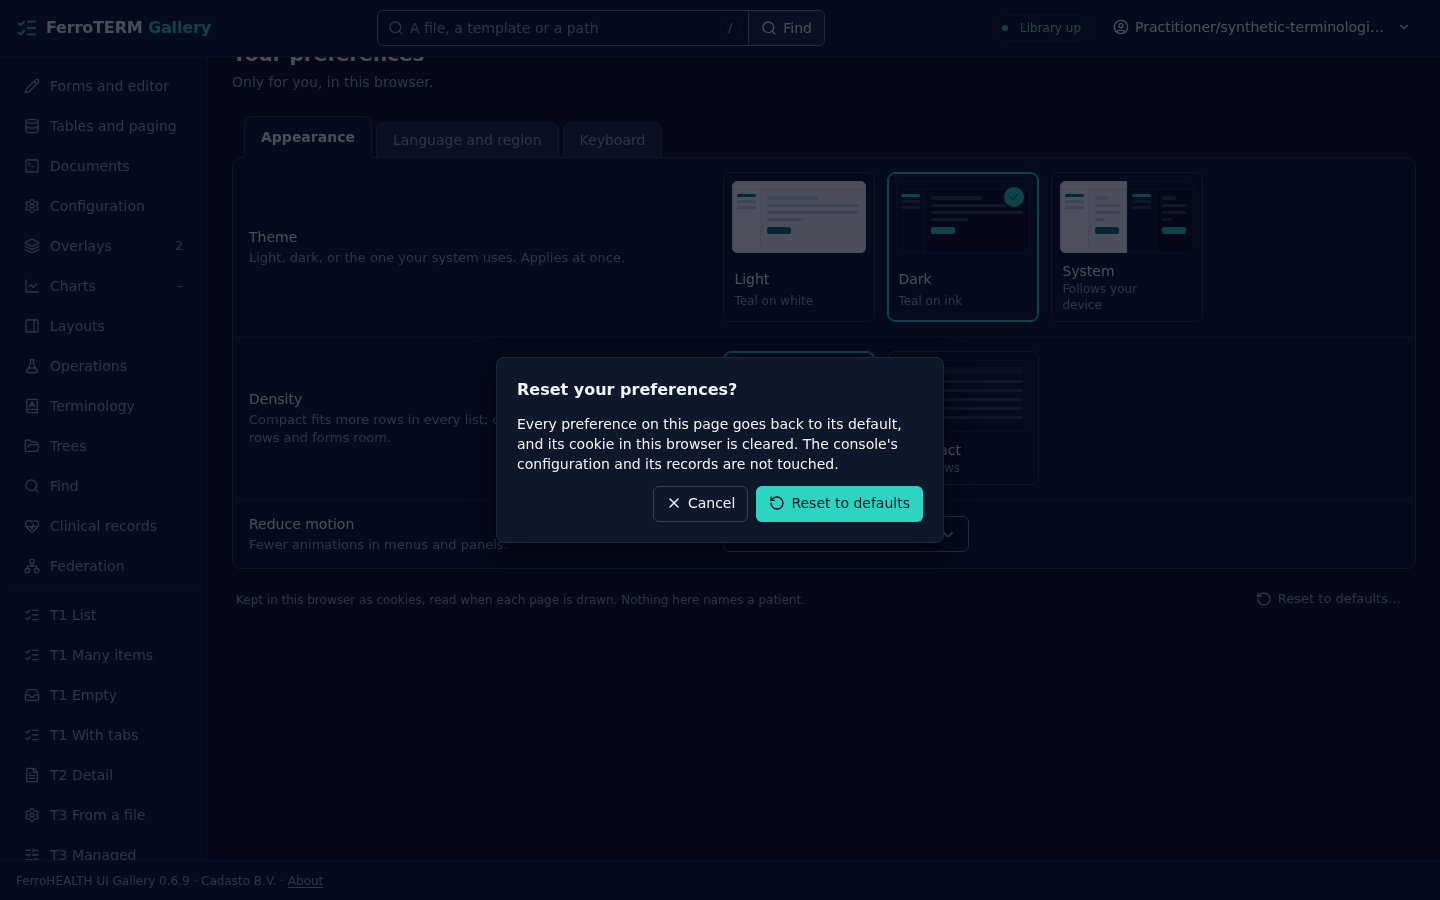 FerroTERM Gallery
A file, a template or a path
/
Find
Library up
Practitioner/synthetic-terminologi...
Forms and editor
Tables and paging
Documents
Configuration
Overlays 2
Charts -
Layouts
Operations
Terminology
Trees
Find
Clinical records
Federation
T1 List
T1 Many items
T1 Empty
T1 With tabs
T2 Detail
T3 From a file
T3 Managed
Your preferences
Only for you, in this browser.
Appearance
Language and region
Keyboard
Theme
Light, dark, or the one your system uses. Applies at once.
Light
Teal on white
Dark
Teal on ink
System
Follows your
device
Density
Compact fits more rows in every list;
rows and forms room.
Reduce motion
Fewer animations in menus and panels.
Reset your preferences?
Every preference on this page goes back to its default,
and its cookie in this browser is cleared. The console's
configuration and its records are not touched.
Cancel
Reset to defaults
Kept in this browser as cookies, read when each page is drawn. Nothing here names a patient.
Reset to defaults...
FerroHEALTH UI Gallery 0.6.9 · Cadasto B.V. · About